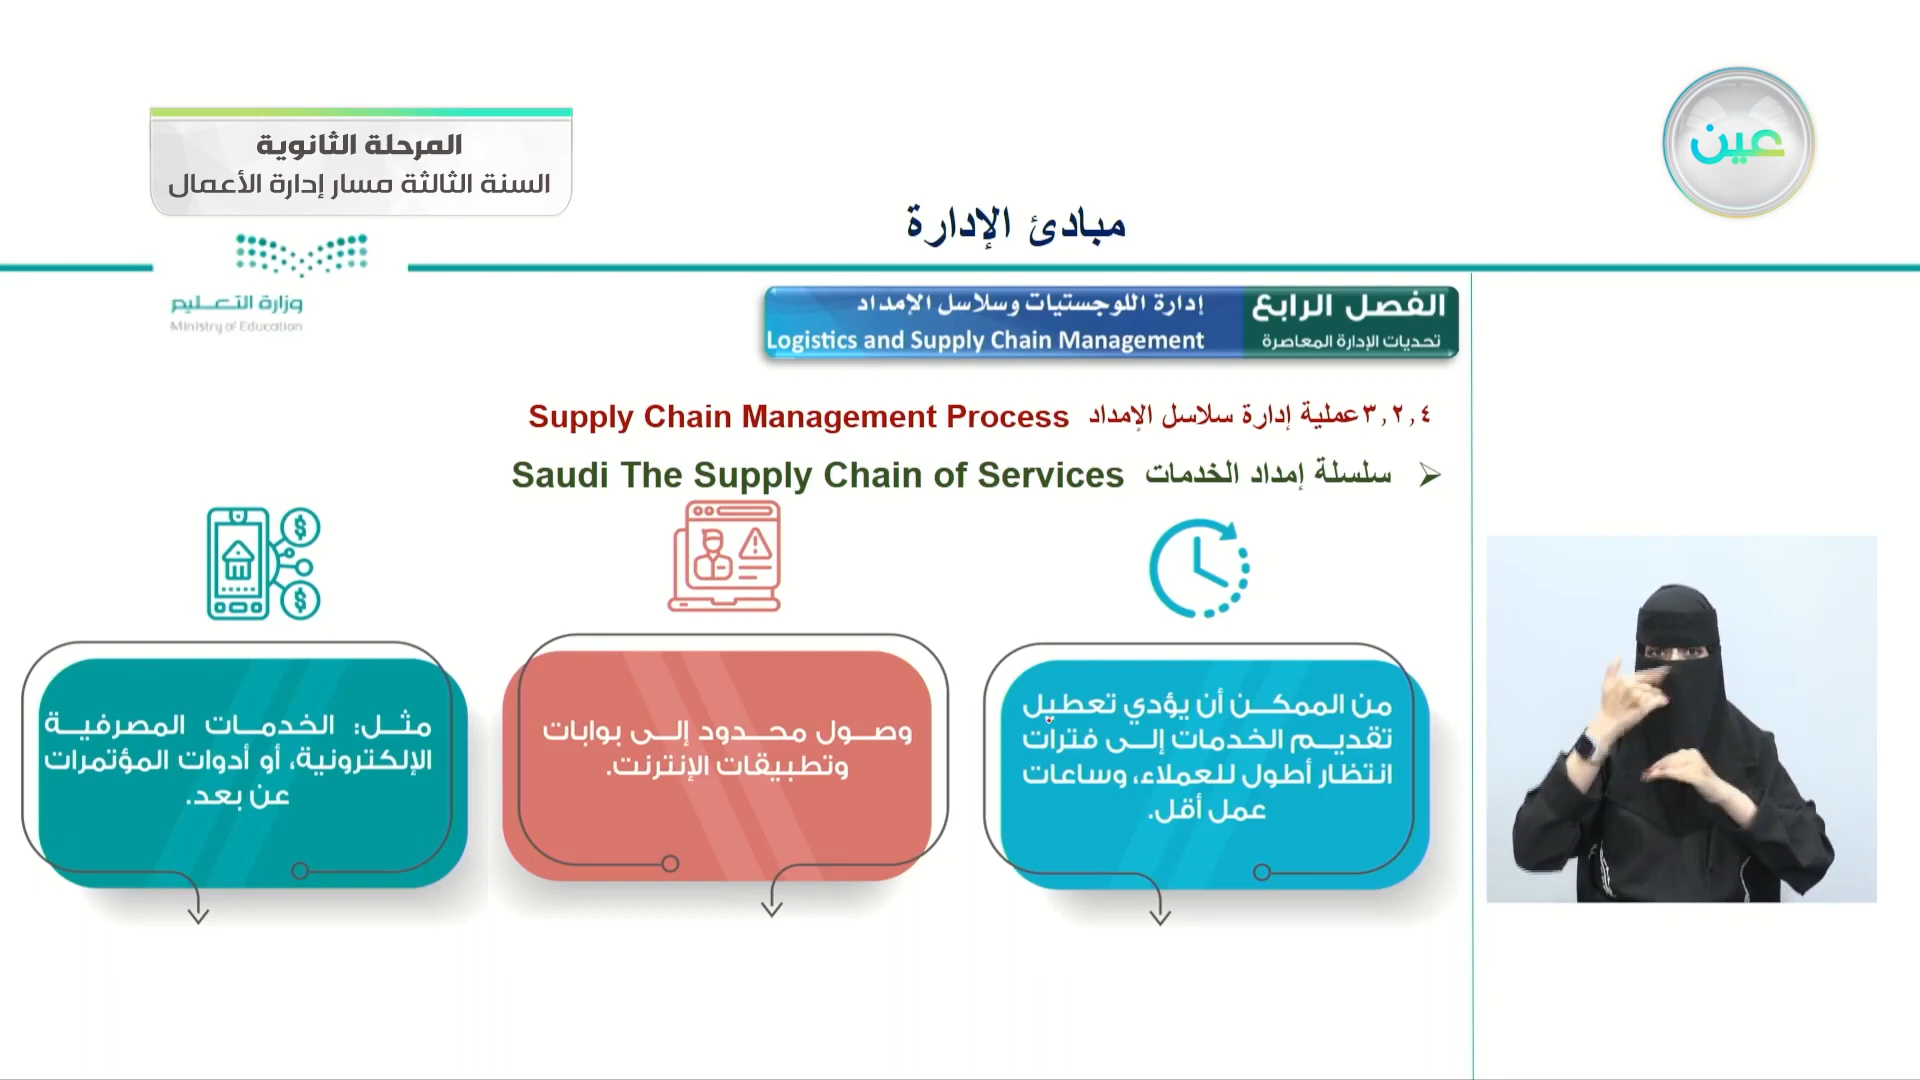 عين
المرحلة الثانوية
السنة الثالثة مسار إدارة الأعمال
مبادئ الإدارة
وزارة التعليم
Ministry of Education
الفصل الرابع
تحديات الإدارة المعاصرة
إدارة اللوجستيات وسلاسل الإمداد
Logistics and Supply Chain Management
٣,٢,٤عملية إدارة سلاسل الإمداد Supply Chain Management Process
سلسلة إمداد الخدمات Saudi The Supply Chain of Services
من الممكن أن يؤدي تعطيل
تقديم الخدمات إلى فترات
انتظار أطول للعملاء، وساعات
عمل أقل.
وصول محدود إلى بوابات
وتطبيقات الإنترنت.
مثل: الخدمات المصرفية
الإلكترونية، أو أدوات المؤتمرات
عن بعد.